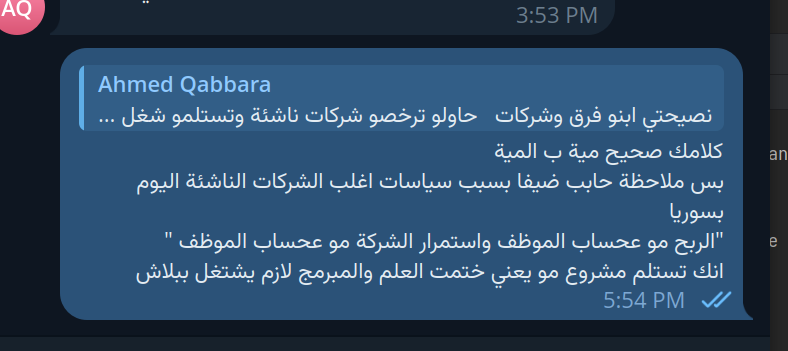 AQ
3:53 PM
Ahmed Qabbara
نصيحتي ابنو فرق وشركات حاولو ترخصو شركات ناشئة وتستلمو شغل ...
كلامك صحيح مية ب المية
بس ملاحظة حابب ضيفا بسبب سياسات اغلب الشركات الناشئة اليوم
بسوريا
"الربح مو عحساب الموظف واستمرار الشركة مو عحساب الموظف "
انك تستلم مشروع مو يعني ختمت العلم والمبرمج لازم يشتغل ببلاش
5:54 PM
an
e